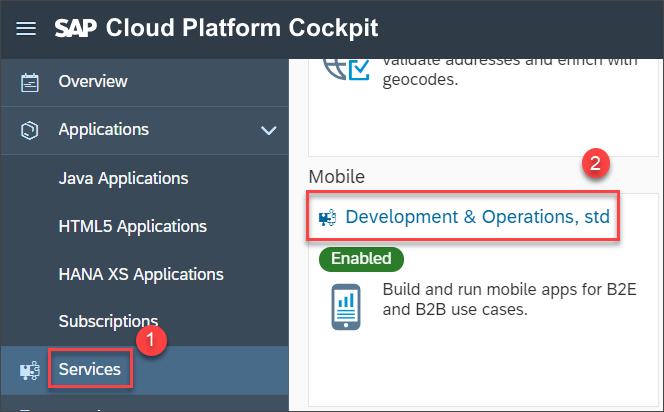 SAP Cloud Platform Cockpit
Overview
Applications
Java Applications
HTML5 Applications
HANA XS Applications
Subscriptions
1
Services
validate addresses and enrich with
geocodes.
2
Mobile
Development & Operations, std
Enabled
Build and run mobile apps for B2E
and B2B use cases.